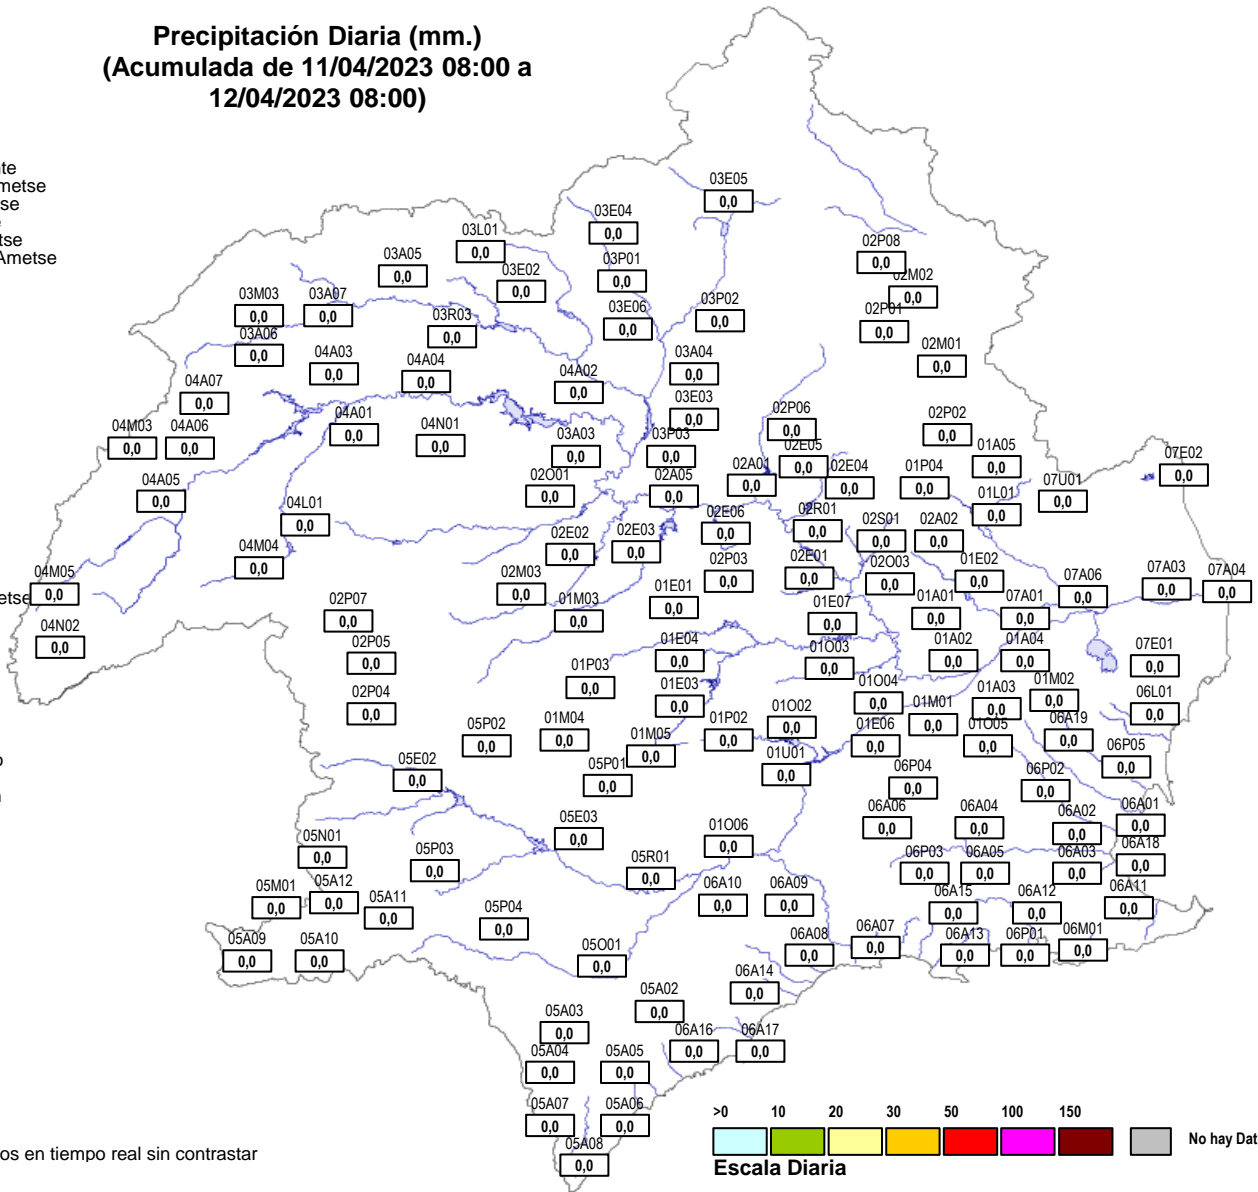 Precipitación Diaria (mm.)
(Acumulada de 11/04/2023 08:00 a
12/04/2023 08:00)
nte
Ametse
tse
e
etse
Ametse
03E05
0,0
03E04
0,0
03L01
0,0
02P08
0,0
03A05
0,0
03P01
0,0
03E02
0,0
02M02
0,0
03M03
0,0
03A07
0,0
03P02
0,0
03E06
0,0
02P01
0,0
03R03
0,0
03A06
0,0
02M01
0,0
04A03
0,0
04A04
0,0
03A04
0,0
04A02
0,0
04A07
0,0
03E03
0,0
02P06
0,0
04A01
0,0
02P02
0,0
04M03
0,0
04A06
0,0
04N01
0,0
03A03
0,0
03P03
0,0
02E05
0,0
01A05
0,0
07E02
0,0
02A01
0,0
02E04
0,0
01P04
0,0
02O01
0,0
02A05
0,0
07U01
0,0
04A05
0,0
01L01
0,0
04L01
0,0
02R01
0,0
02E06
0,0
02S01
0,0
02A02
0,0
02E02
0,0
02E03
0,0
04M04
0,0
02P03
0,0
02E01
0,0
02O03
0,0
01E02
0,0
04M05
0,0
07A03
0,0
07A04
0,0
07A06
0,0
etse
02M03
0,0
01M03
0,0
01E01
0,0
01E07
0,0
01A01
0,0
07A01
0,0
02P07
0,0
04N02
0,0
02P05
0,0
01E04
0,0
01O03
0,0
01A02
0,0
01A04
0,0
07E01
0,0
01P03
0,0
01E03
0,0
01O04
0,0
01A03
0,0
01M02
0,0
06L01
0,0
02P04
0,0
05P02
0,0
01M04
0,0
01P02
0,0
01O02
0,0
01M01
0,0
01E06
0,0
01O05
0,0
06A19
0,0
01M05
0,0
01U01
0,0
06P05
0,0
o
05E02
0,0
05P01
0,0
06P04
0,0
06P02
0,0
05E03
0,0
01O06
0,0
06A06
0,0
06A04
0,0
06A02
0,0
06A01
0,0
05N01
0,0
05P03
0,0
05R01
0,0
06P03
0,0
06A05
0,0
06A03
0,0
06A18
0,0
05M01
0,0
05A12
0,0
05A11
0,0
06A10
0,0
06A09
0,0
06A15
0,0
06A12
0,0
06A11
0,0
05P04
0,0
05A09
0,0
05A10
0,0
05O01
0,0
06A08
0,0
06A07
0,0
06A13
0,0
06P01
0,0
06M01
0,0
06A14
0,0
05A02
0,0
05A03
0,0
06A16
0,0
06A17
0,0
05A04
0,0
05A05
0,0
05A07
0,0
05A06
0,0
05A08
0,0
>0 10 20 30 50 100 150
No hay Dat
Escala Diaria
os en tiempo real sin contrastar